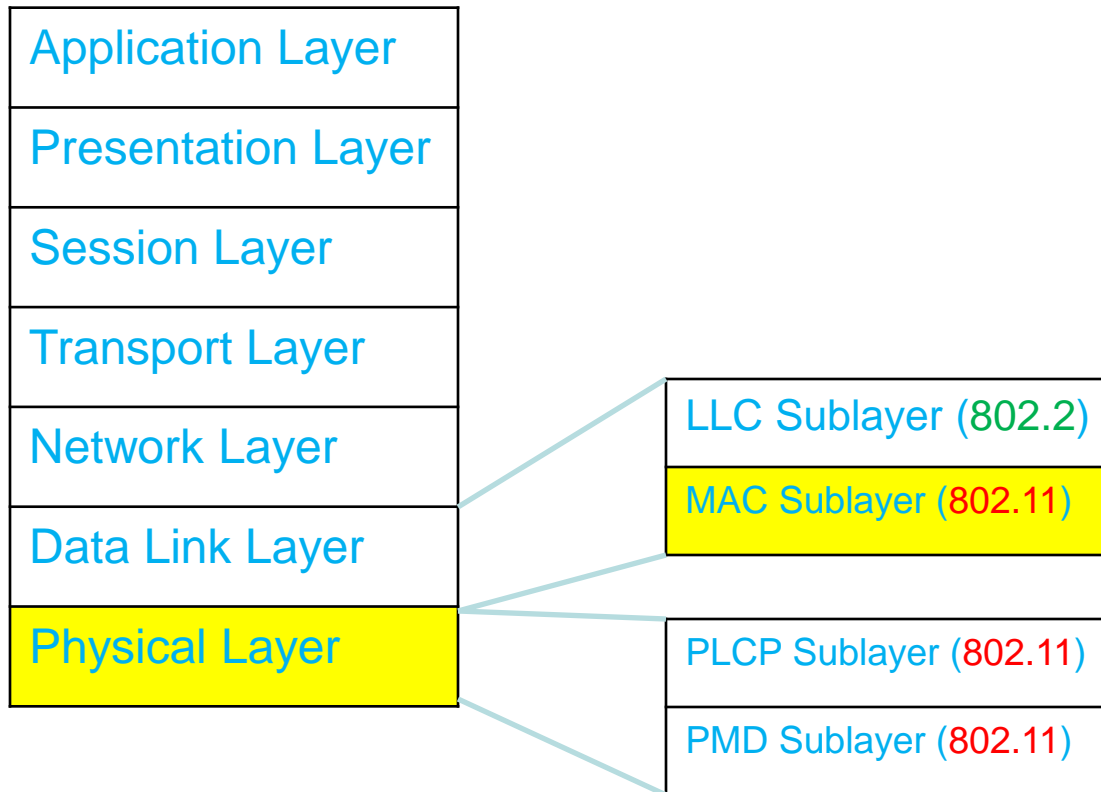 Application Layer
Presentation Layer
Session Layer
Transport Layer
Network Layer
Data Link Layer
Physical Layer
LLC Sublayer (802.2)
MAC Sublayer (802.11)
PLCP Sublayer (802.11)
PMD Sublayer (802.11)